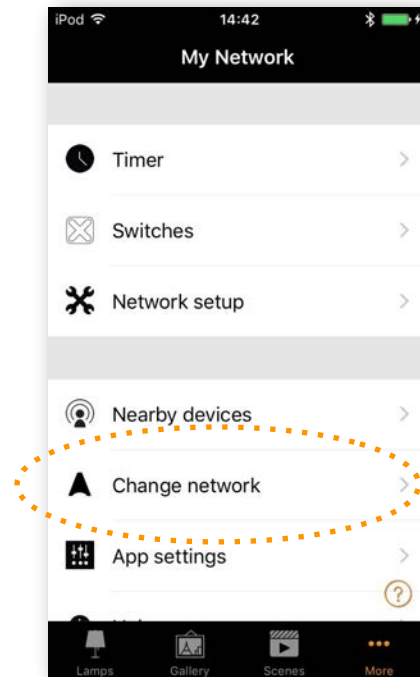 iPod 14:42
My Network
Timer
Switches
Network setup
Nearby devices
Change network
App settings
?
Lamps Gallery Scenes More